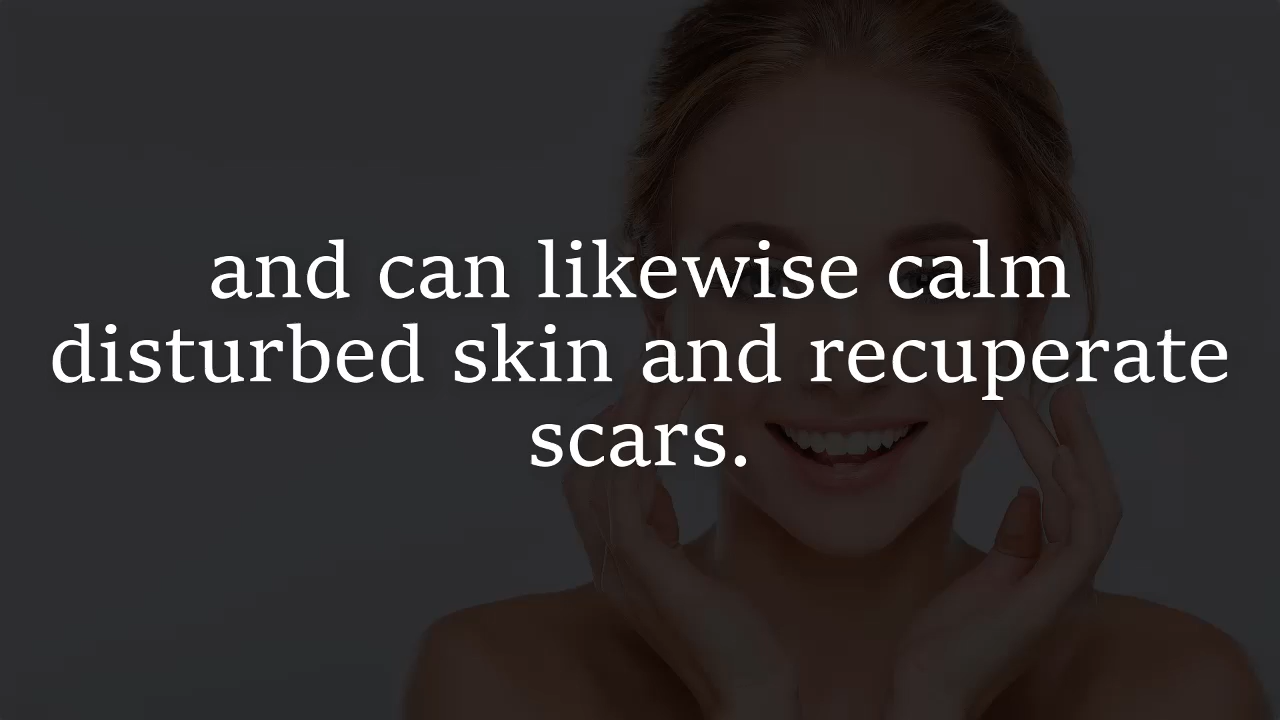 and can likewise calm
disturbed skin and recuperate
scars.